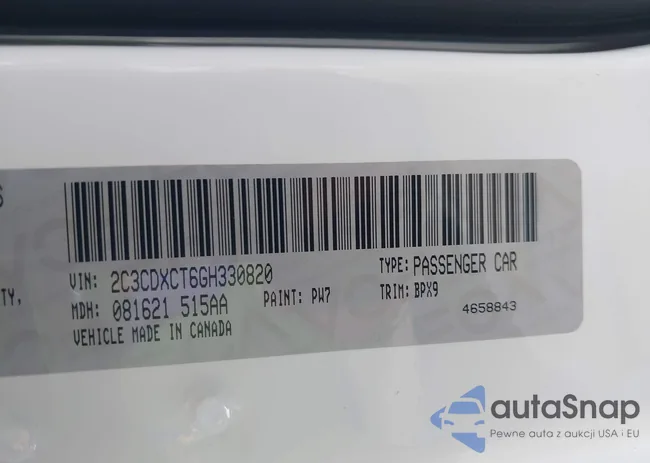 S
TY,
VIN: 2C3CDXCT6GH330820
TYPE: PASSENGER CAR
MDH: 081621 515AA
PAINT: PW7
TRIM: BPX9
VEHICLE MADE IN CANADA
4658843
autaSnap
Pewne auta z aukcji USA i EU